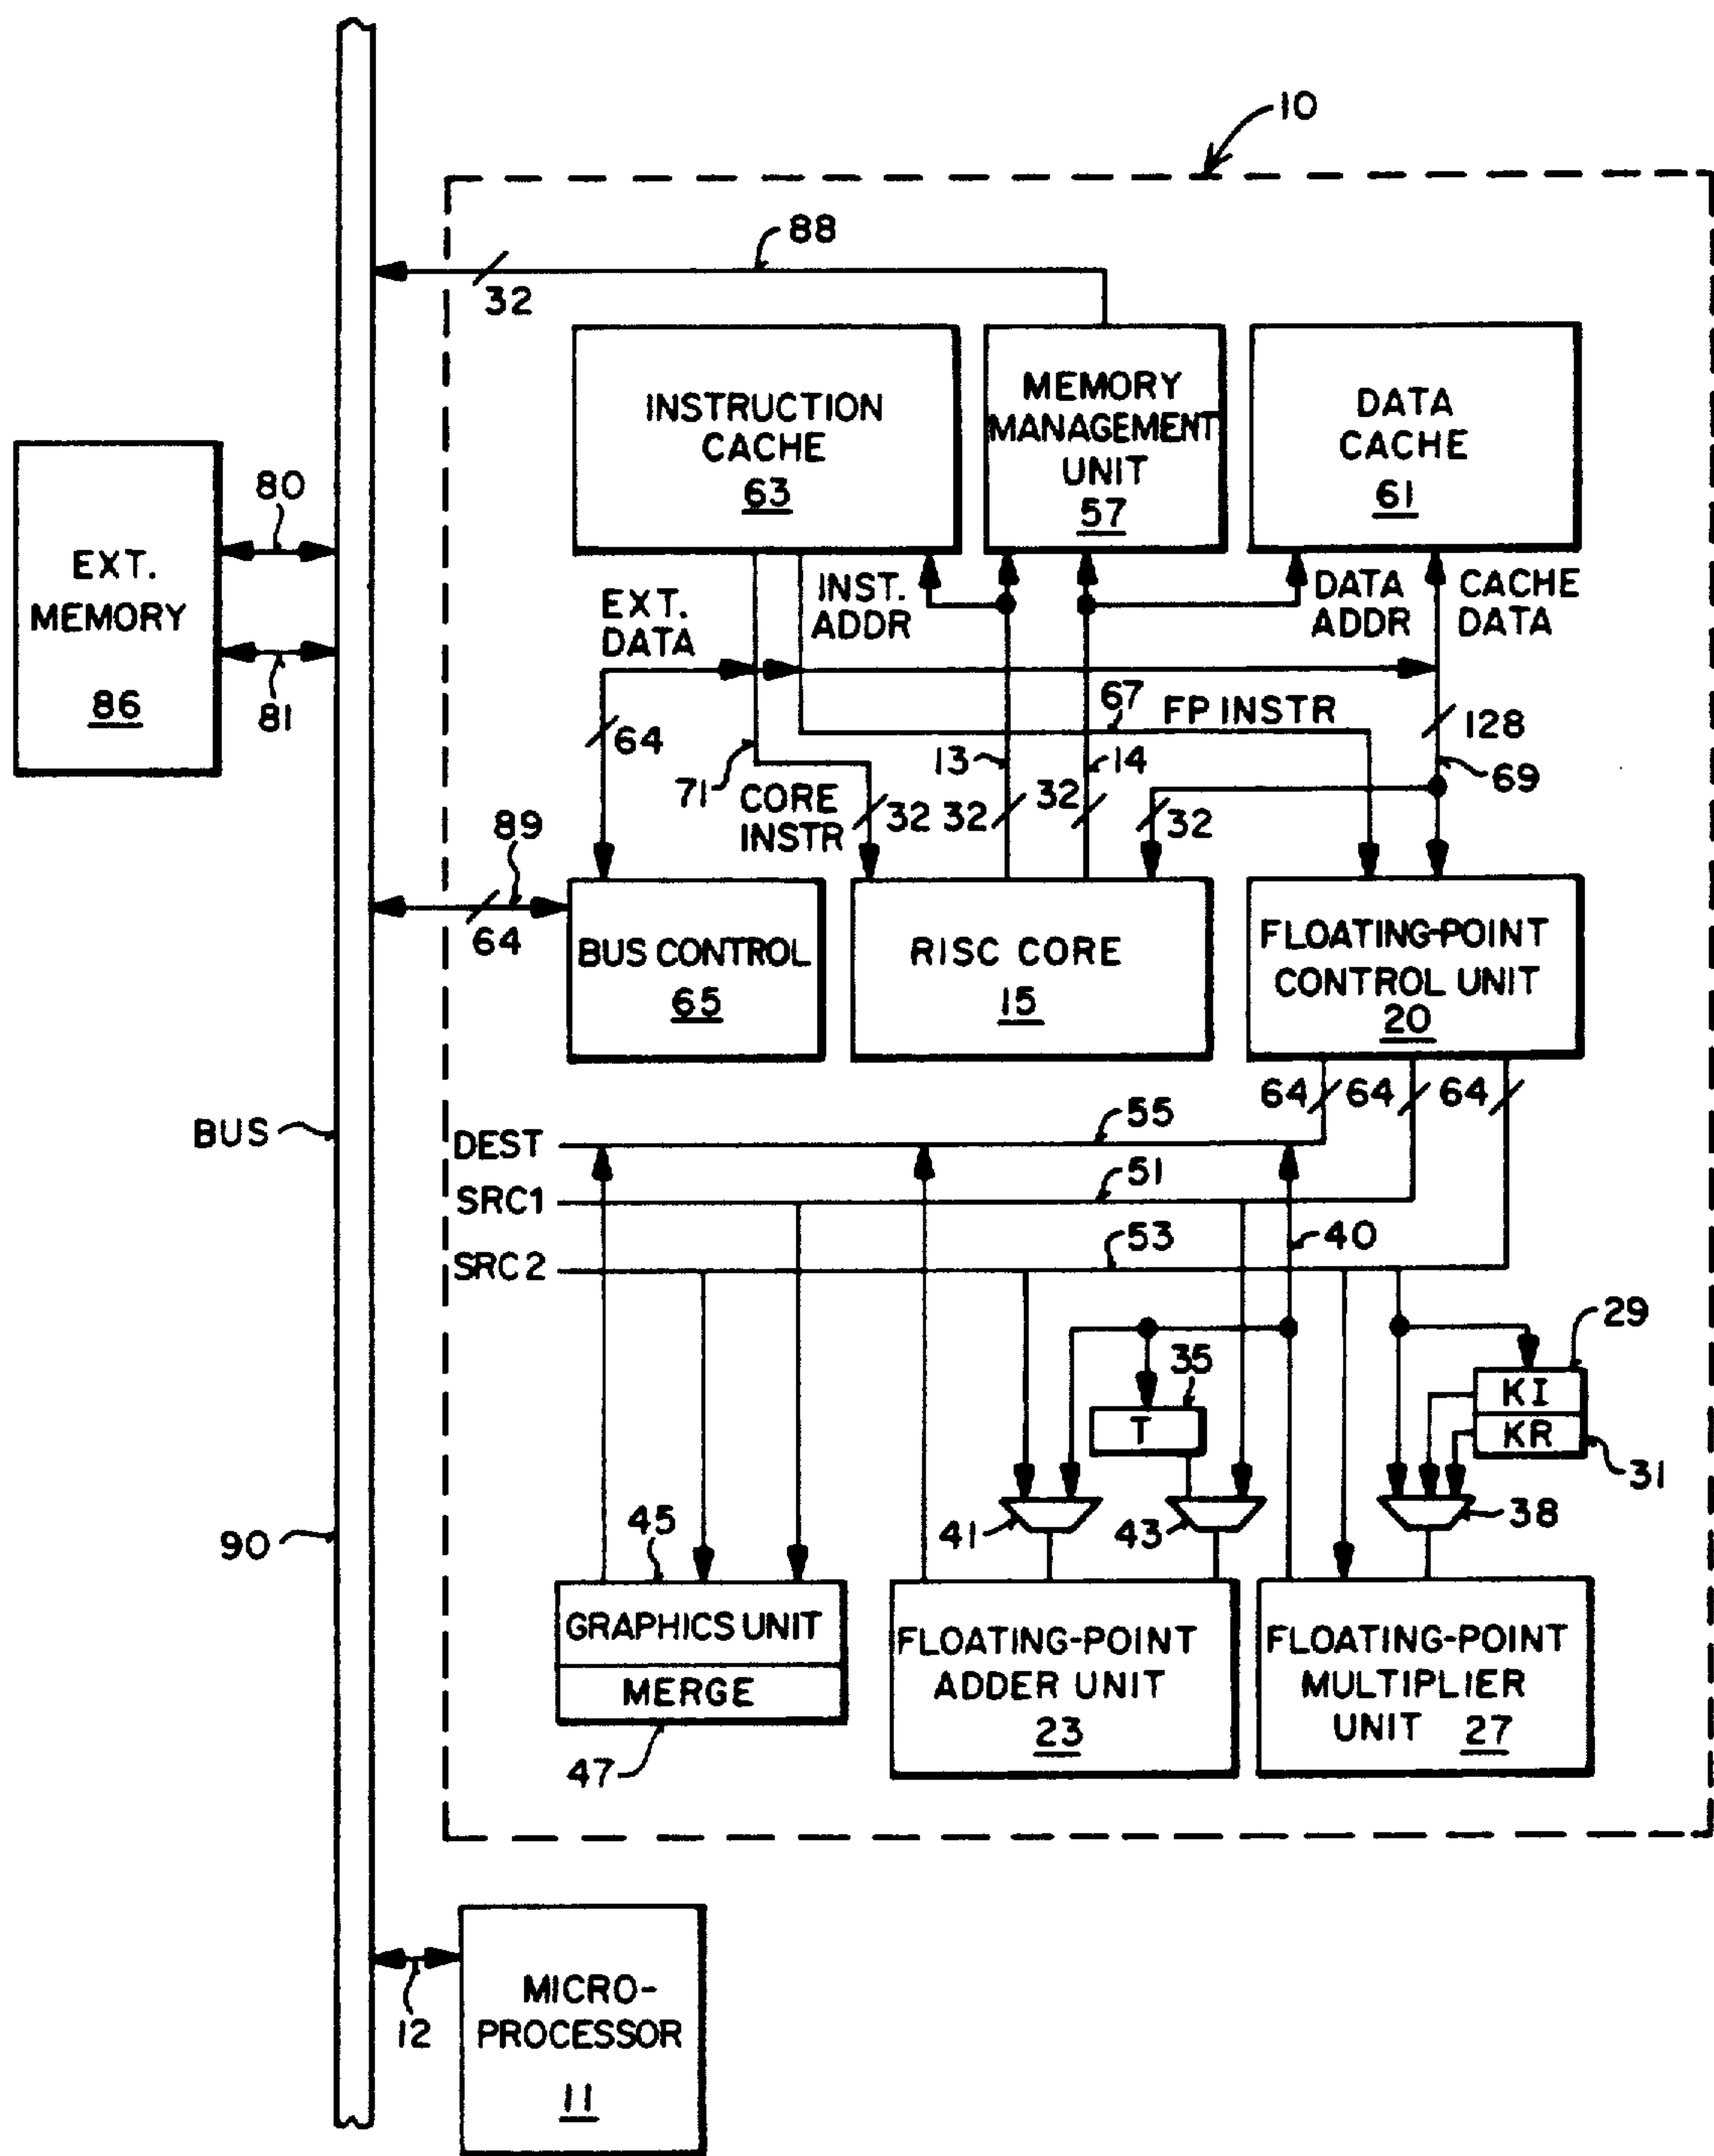 10
88
32
INSTRUCTION
CACHE
63
MEMORY
MANAGEMENT
UNIT
57
DATA
CACHE
61
80
EXT.
MEMORY
86
81
EXT.
DATA
INST.
ADDR
DATA
ADDR
CACHE
DATA
67
FP INSTR
64
128
13
14
69
71
CORE
INSTR
32
32
32
32
89
64
BUS CONTROL
65
RISC CORE
15
FLOATING-POINT
CONTROL UNIT
20
64
64
64
BUS
DEST
55
SRC1
51
SRC2
53
40
29
35
KI
T
KR
31
41
43
38
90
45
GRAPHICS UNIT
MERGE
47
FLOATING-POINT
ADDER UNIT
23
FLOATING-POINT
MULTIPLIER
UNIT 27
12
MICRO-
PROCESSOR
11